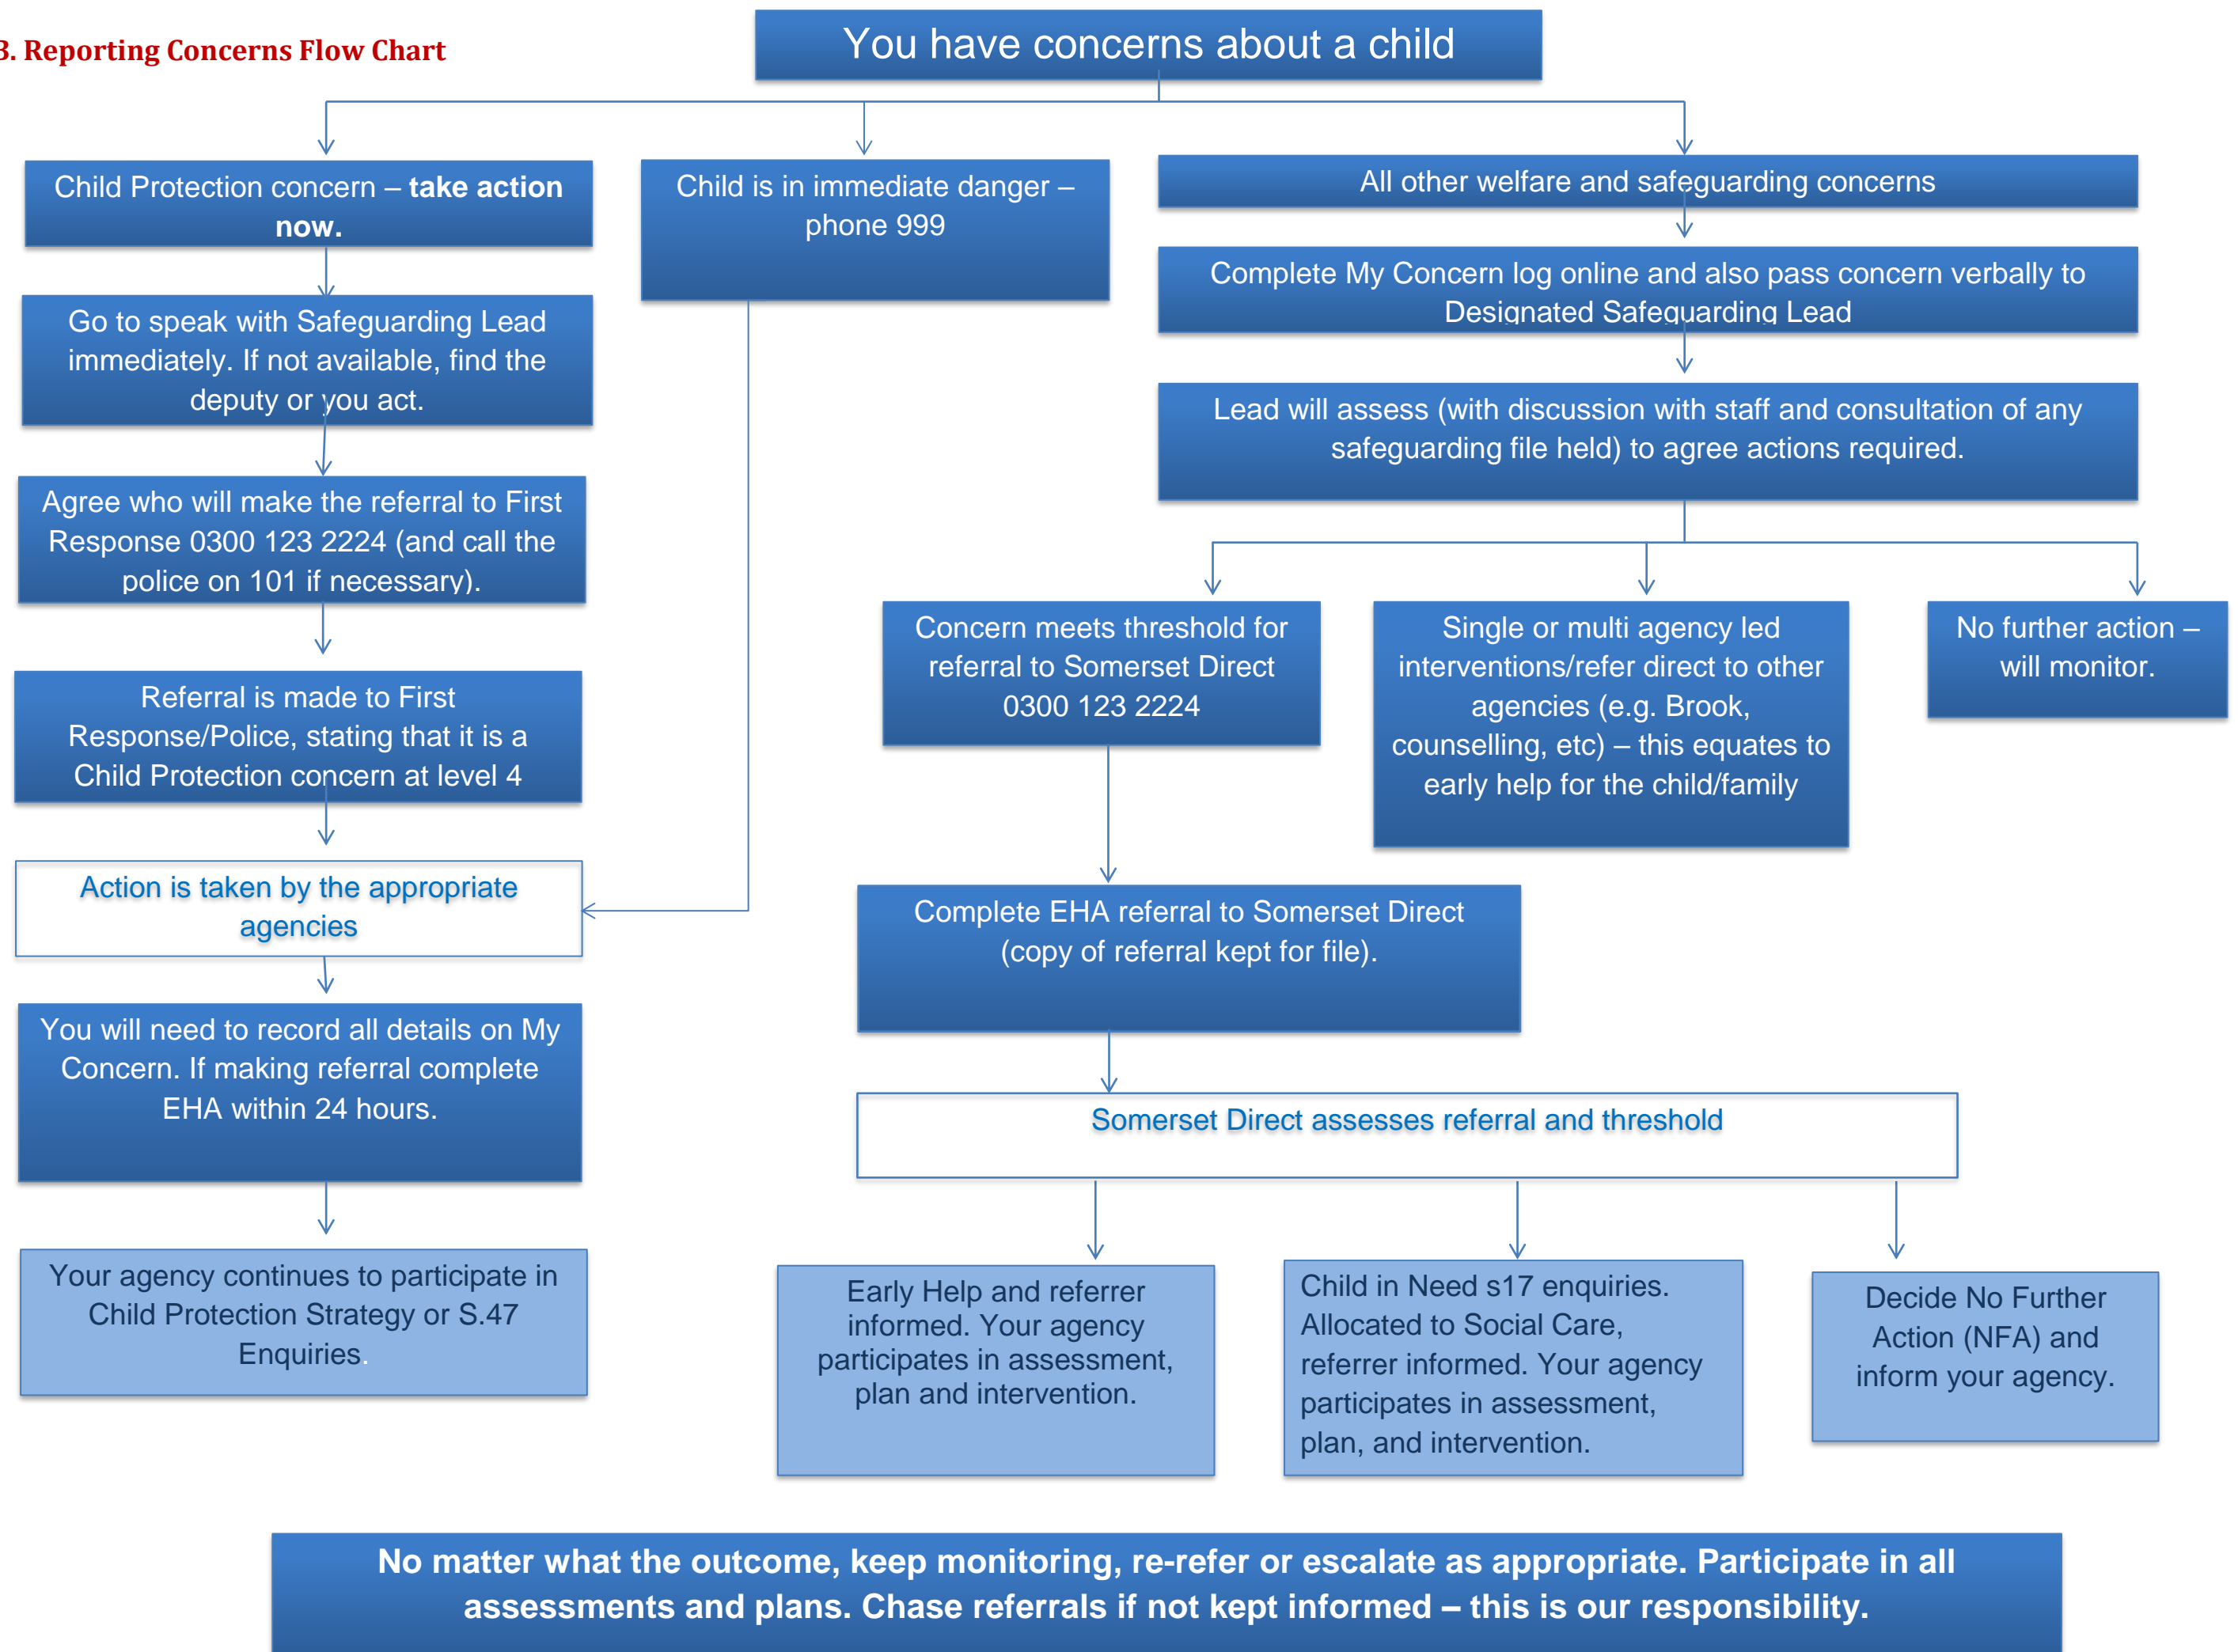 3. Reporting Concerns Flow Chart
You have concerns about a child
Child Protection concern – take action
now.
Go to speak with Safeguarding Lead
immediately. If not available, find the
deputy or you act.
Agree who will make the referral to First
Response 0300 123 2224 (and call the
police on 101 if necessary).
Referral is made to First
Response/Police, stating that it is a
Child Protection concern at level 4
Action is taken by the appropriate
agencies
You will need to record all details on My
Concern. If making referral complete
EHA within 24 hours.
Your agency continues to participate in
Child Protection Strategy or S.47
Enquiries.
Child is in immediate danger –
phone 999
All other welfare and safeguarding concerns
Complete My Concern log online and also pass concern verbally to
Designated Safeguarding Lead
Lead will assess (with discussion with staff and consultation of any
safeguarding file held) to agree actions required.
Concern meets threshold for
referral to Somerset Direct
0300 123 2224
Single or multi agency led
interventions/refer direct to other
agencies (e.g. Brook,
counselling, etc) – this equates to
early help for the child/family
No further action –
will monitor.
Complete EHA referral to Somerset Direct
(copy of referral kept for file).
Somerset Direct assesses referral and threshold
Early Help and referrer
informed. Your agency
participates in assessment,
plan and intervention.
Child in Need s17 enquiries.
Allocated to Social Care,
referrer informed. Your agency
participates in assessment,
plan, and intervention.
Decide No Further
Action (NFA) and
inform your agency.
No matter what the outcome, keep monitoring, re-refer or escalate as appropriate. Participate in all
assessments and plans. Chase referrals if not kept informed – this is our responsibility.